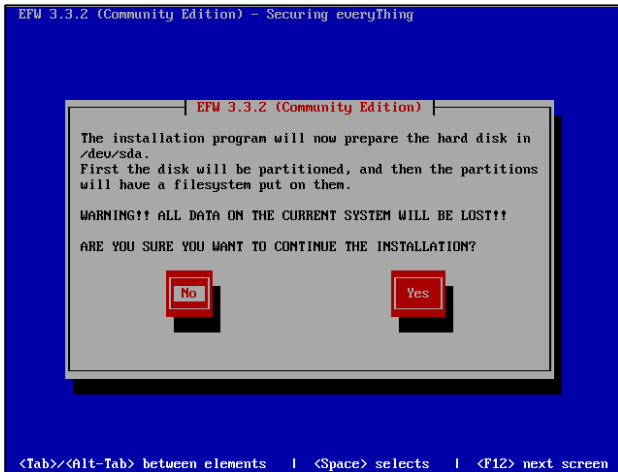 EFW 3.3.2 (Community Edition) - Securing everyThing
EFW 3.3.2 (Community Edition)
The installation program will now prepare the hard disk in
/dev/sda.
First the disk will be partitioned, and then the partitions
will have a filesystem put on them.
WARNING!! ALL DATA ON THE CURRENT SYSTEM WILL BE LOST!!
ARE YOU SURE YOU WANT TO CONTINUE THE INSTALLATION?
No Yes
<Tab>/<Alt-Tab> between elements | <Space> selects | <F12> next screen